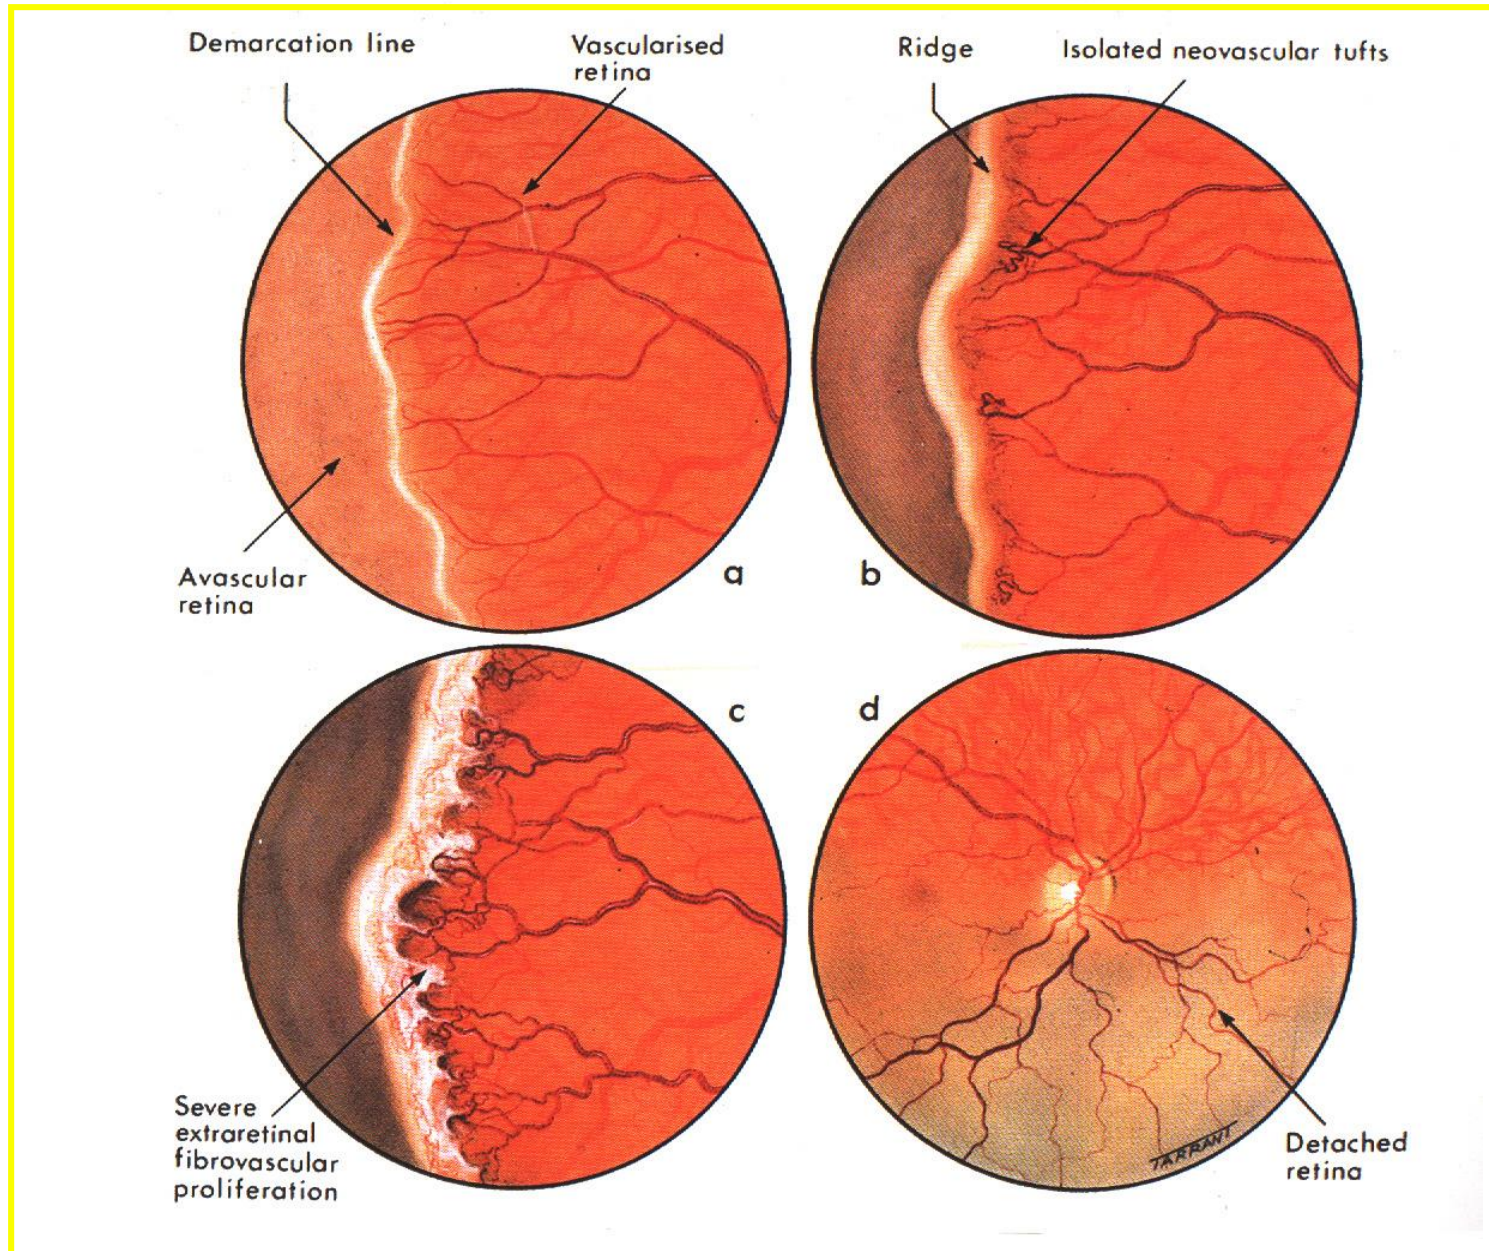 Demarcation line
Vascularised
retina
Ridge
Isolated neovascular tufts
Avascular
retina
a
b
c
d
Severe
extraretinal
fibrovascular
proliferation
TARRANT
Detached
retina